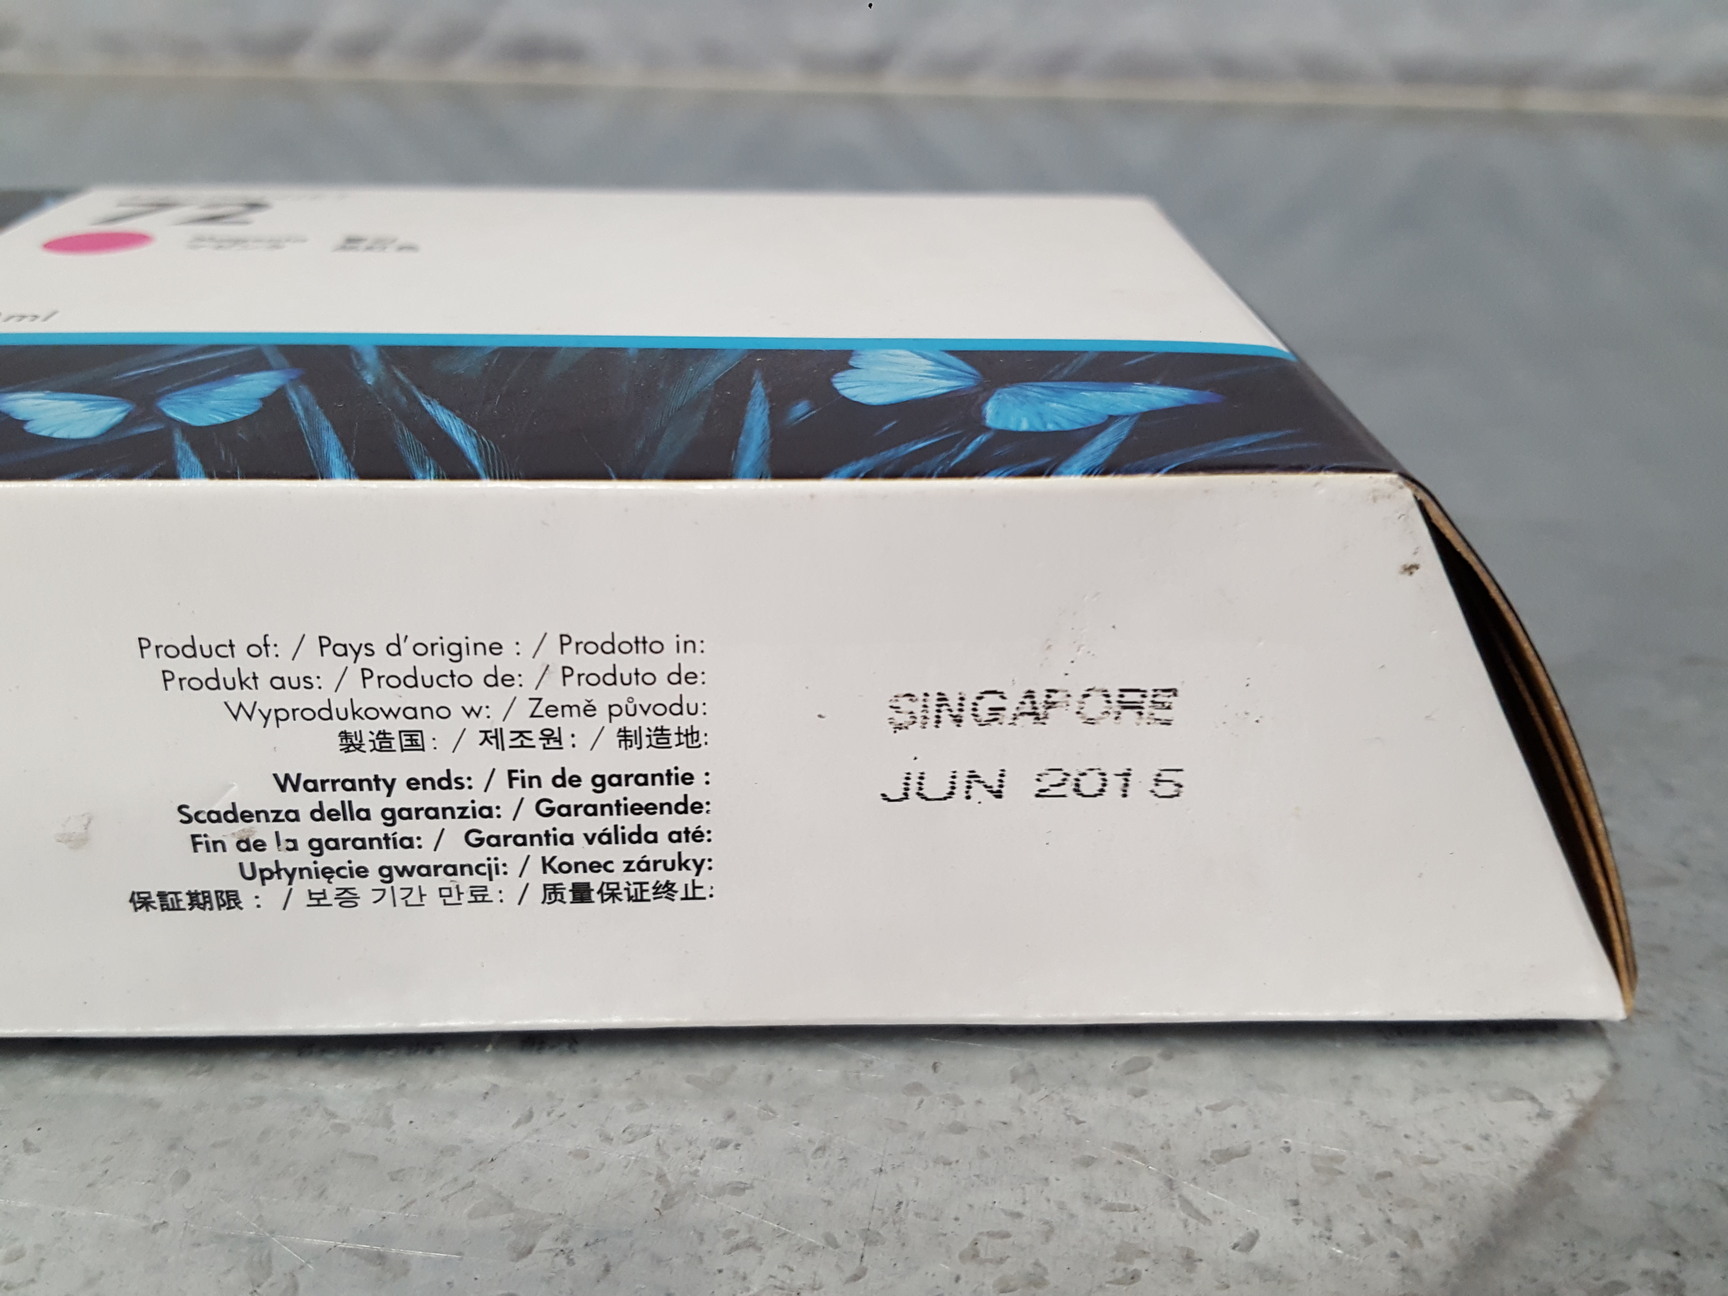 72
Magenta
ml
Product of: / Pays d'origine : / Prodotto in:
Produkt aus: / Producto de: / Produto de:
Wyprodukowano w: / Země původu:
製造国: / 제조원: / 制造地:
SINGAPORE
Warranty ends: / Fin de garantie :
Scadenza della garanzia: / Garantieende:
Fin de la garantía: / Garantia válida até:
Upłynięcie gwarancji: / Konec záruky:
保証期限 : / 보증 기간 만료: / 质量保证终止:
JUN 2015